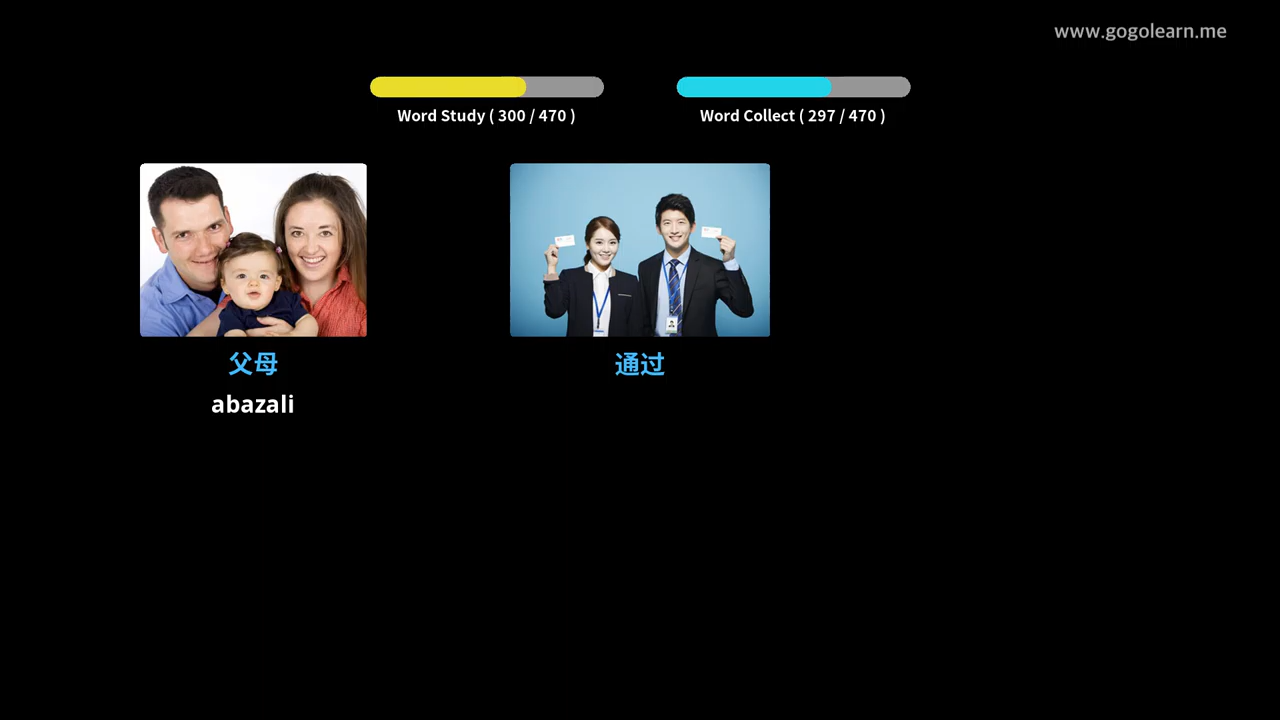 www.gogolearn.me
Word Study ( 300 / 470 )
Word Collect ( 297 / 470 )
父母
通过
abazali